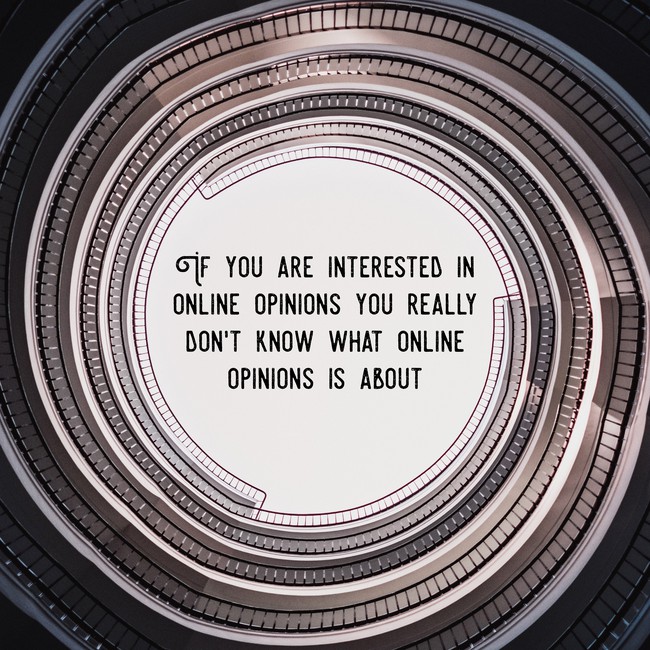 If you are interested in
online opinions you really
don't know what online
opinions is about